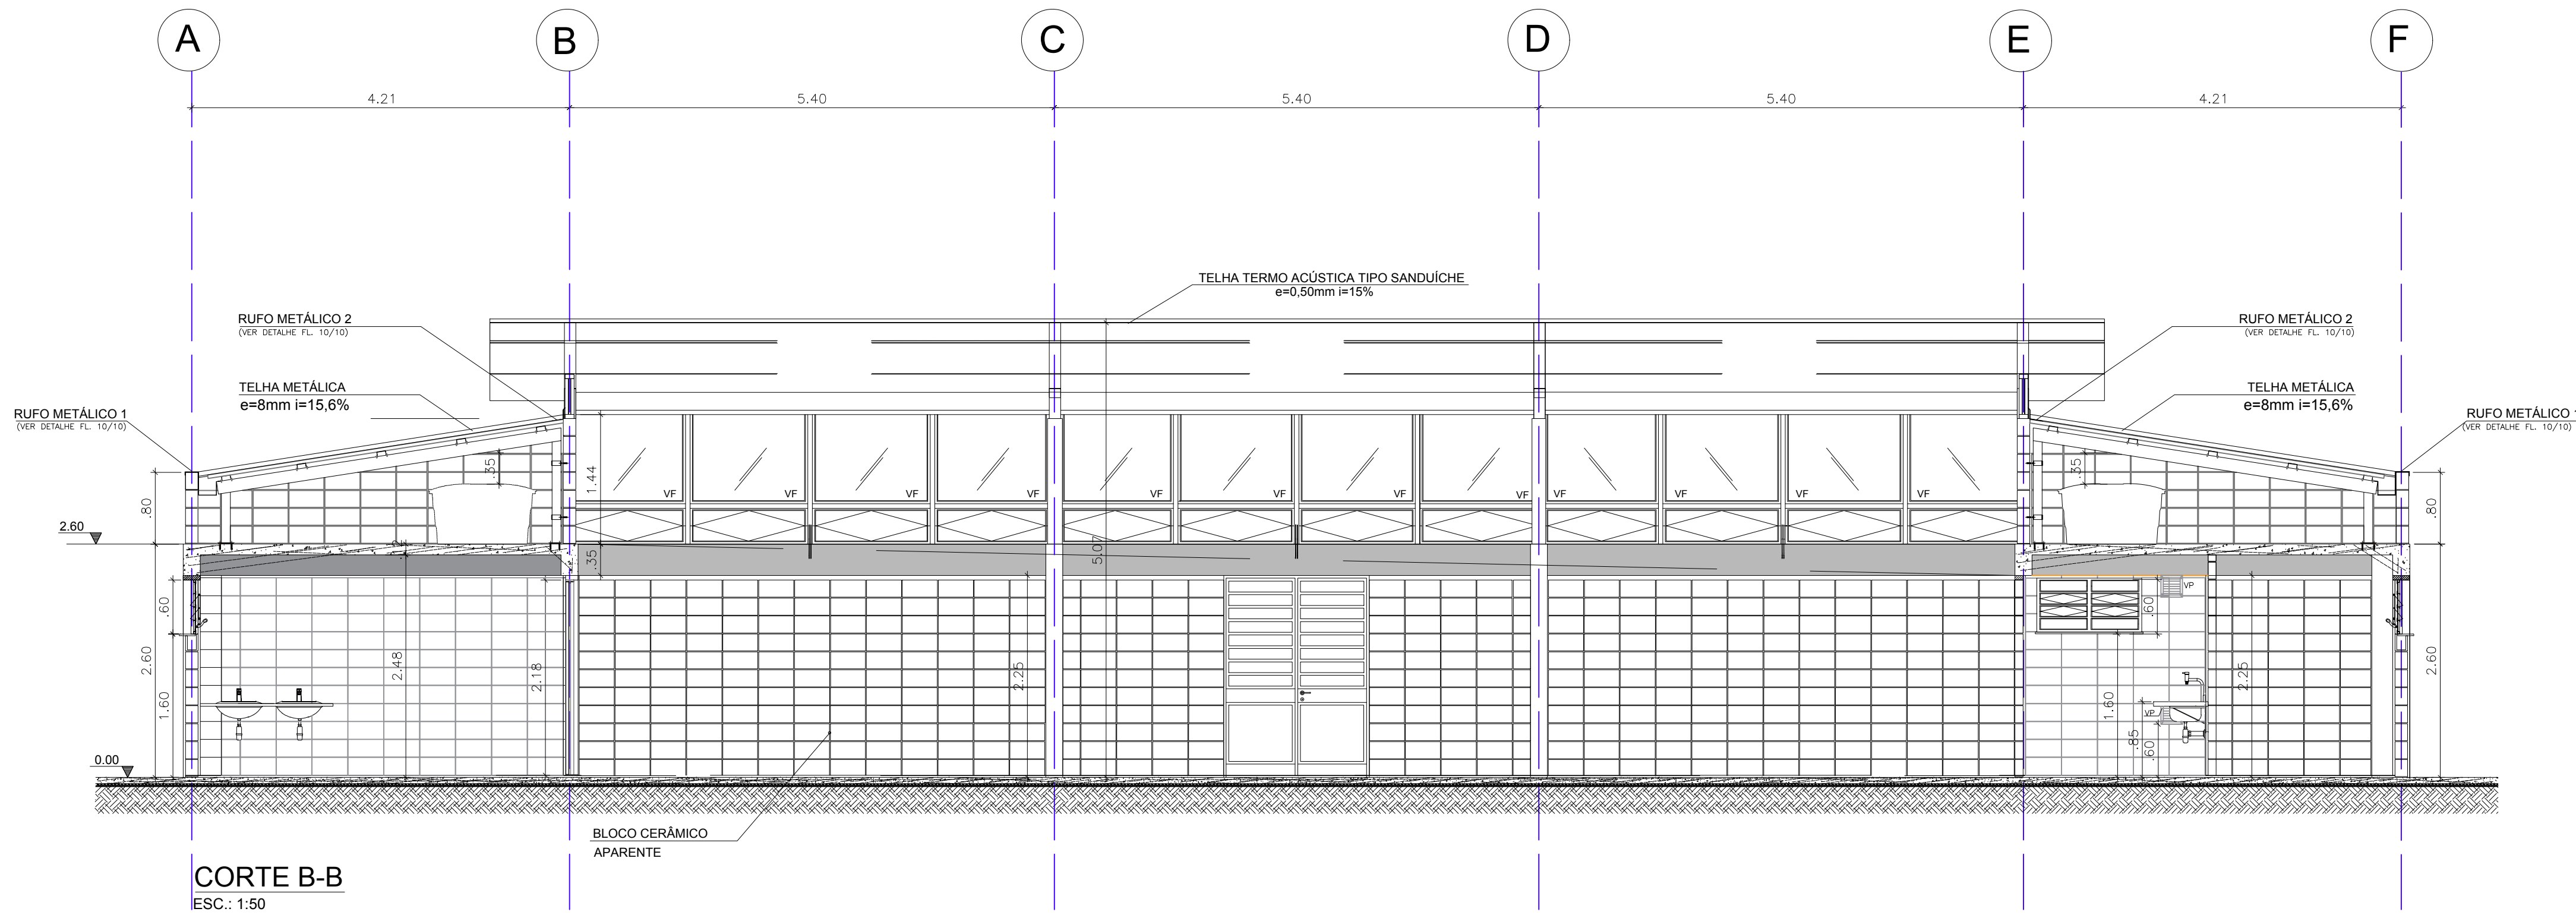 A B C D E F
4.21 5.40 5.40 5.40 4.21
TELHA TERMO ACÚSTICA TIPO SANDUÍCHE
e=0,50mm i=15%
RUFO METÁLICO 2
(VER DETALHE FL. 10/10)
RUFO METÁLICO 2
(VER DETALHE FL. 10/10)
TELHA METÁLICA
e=8mm i=15,6%
TELHA METÁLICA
e=8mm i=15,6%
RUFO METÁLICO 1
(VER DETALHE FL. 10/10)
RUFO METÁLICO 1
(VER DETALHE FL. 10/10)
.35 1.44 .35
VF VF VF VF VF VF VF VF VF VF VF VF
.80 .80
2.60
.35 5.07
.60 .60 VP
2.60 2.48 2.18 2.25 2.25 2.60
1.60 1.60 VP
.85 .60
0.00
BLOCO CERÂMICO
APARENTE
CORTE B-B
ESC.: 1:50